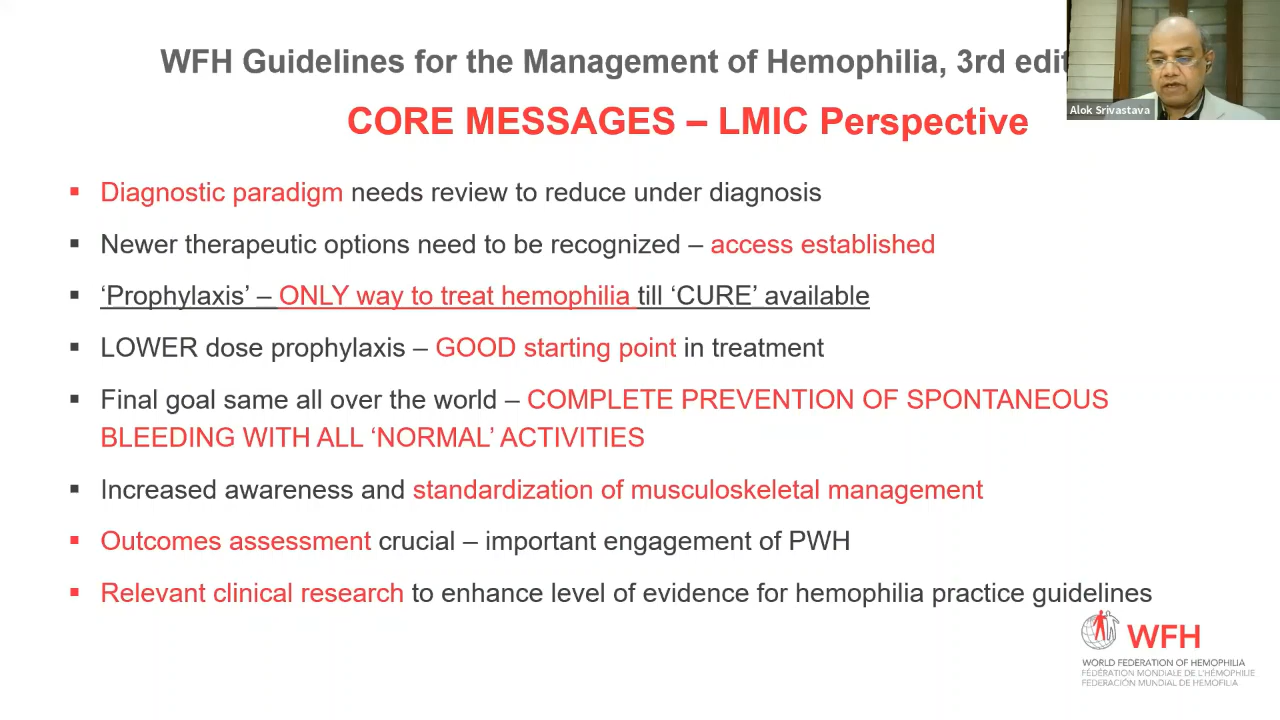 WFH Guidelines for the Management of Hemophilia, 3rd edit
Alok Srivastava
CORE MESSAGES – LMIC Perspective
▪ Diagnostic paradigm needs review to reduce under diagnosis
▪ Newer therapeutic options need to be recognized – access established
▪ ‘Prophylaxis’ – ONLY way to treat hemophilia till ‘CURE’ available
▪ LOWER dose prophylaxis – GOOD starting point in treatment
▪ Final goal same all over the world – COMPLETE PREVENTION OF SPONTANEOUS
BLEEDING WITH ALL ‘NORMAL’ ACTIVITIES
▪ Increased awareness and standardization of musculoskeletal management
▪ Outcomes assessment crucial – important engagement of PWH
▪ Relevant clinical research to enhance level of evidence for hemophilia practice guidelines
WFH
WORLD FEDERATION OF HEMOPHILIA
FÉDÉRATION MONDIALE DE L'HÉMOPHILIE
FEDERACIÓN MUNDIAL DE HEMOFILIA